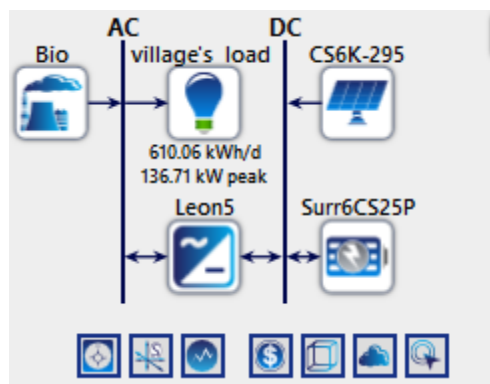 AC DC
Bio village's load CS6K-295
610.06 kWh/d
136.71 kW peak
Leon5 Surr6CS25P